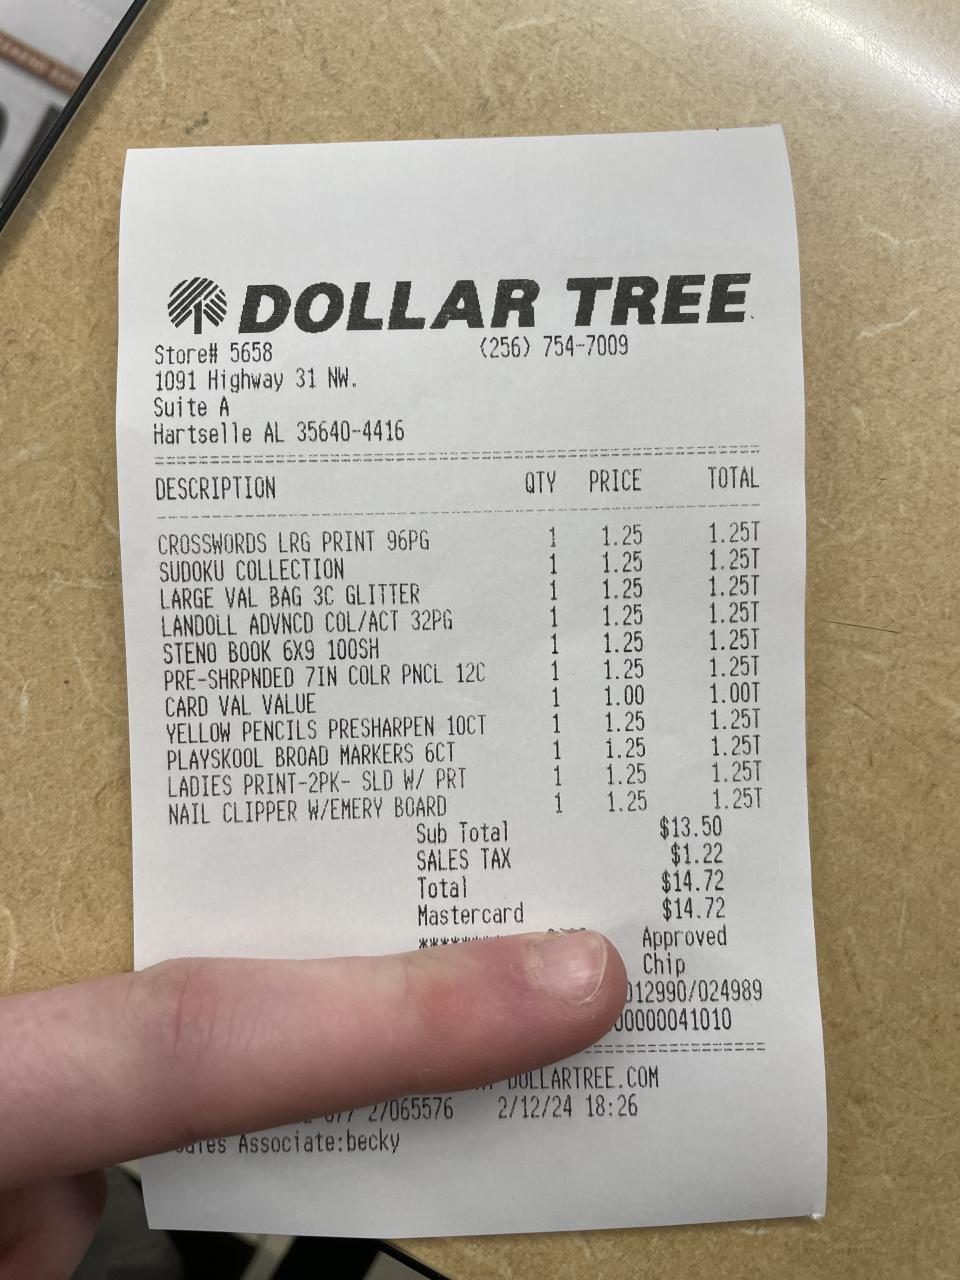 DOLLAR TREE
Store# 5658 (256) 754-7009
1091 Highway 31 NW.
Suite A
Hartselle AL 35640-4416
DESCRIPTION QTY PRICE TOTAL
CROSSWORDS LRG PRINT 96PG 1 1.25 1.25T
SUDOKU COLLECTION 1 1.25 1.25T
LARGE VAL BAG 3C GLITTER 1 1.25 1.25T
LANDOLL ADVNCD COL/ACT 32PG 1 1.25 1.25T
STENO BOOK 6X9 100SH 1 1.25 1.25T
PRE-SHRPNDED 7IN COLR PNCL 12C 1 1.25 1.25T
CARD VAL VALUE 1 1.00 1.00T
YELLOW PENCILS PRESHARPEN 10CT 1 1.25 1.25T
PLAYSKOOL BROAD MARKERS 6CT 1 1.25 1.25T
LADIES PRINT-2PK- SLD W/ PRT 1 1.25 1.25T
NAIL CLIPPER W/EMERY BOARD 1 1.25 1.25T
Sub Total $13.50
SALES TAX $1.22
Total $14.72
Mastercard $14.72
Approved
Chip
012990/024989
00000041010
DOLLARTREE.COM
27065576 2/12/24 18:26
Sales Associate:becky